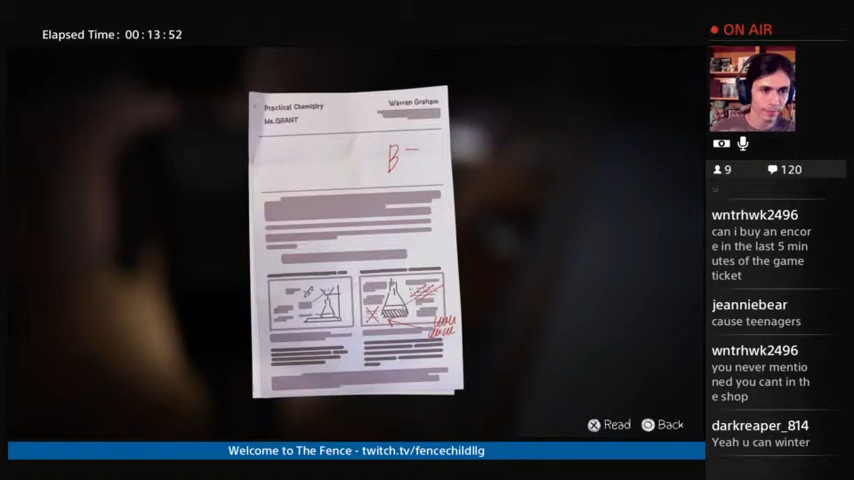 Elapsed Time: 00:13:52
ON AIR
Practical Chemistry
Warren Graham
Ms. GRANT
B-
9
120
wntrhwk2496
can i buy an encor
e in the last 5 min
utes of the game
ticket
jeanniebear
cause teenagers
wntrhwk2496
you never mentio
ned you cant in th
e shop
darkreaper_814
Yeah u can winter
Read
Back
Welcome to The Fence - twitch.tv/fencechildllg